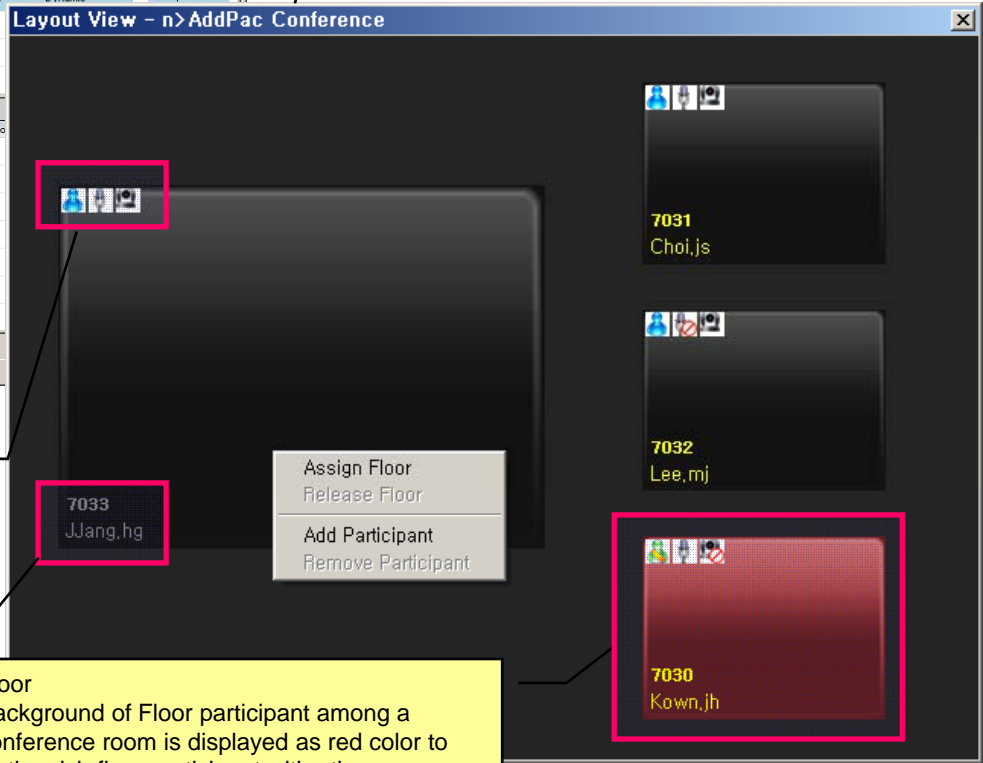 Layout View - n>AddPac Conference
7031
Choi,js
7032
Lee,mj
7033
JJang,hg
Assign Floor
Release Floor
Add Participant
Remove Participant
7030
Kown,jh
oor
ackground of Floor participant among a
onference room is displayed as red color to